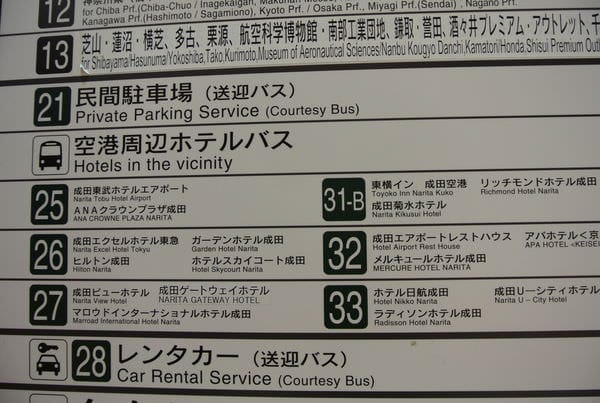 12
for Chiba Prf.(Chiba-Chuo / Inagekaigan,
Kanagawa Prf.(Hashimoto / Sagamino), Kyoto Prf. / Osaka Prf., Miyagi Prf.(Sendai), Nagano Prf.
13 芝山・蓮沼・横芝、多古、栗源、航空科学博物館・南部工業団地、鎌取・誉田、酒々井プレミアム・アウトレット、
for Shibayama/Hasunuma/Yokoshiba,Tako,Kurimoto,Museum of Aeronautical Sciences/Nanbu Kougyo Danchi,Kamatori/Honda,Shisui Premium
21 民間駐車場（送迎バス）
Private Parking Service (Courtesy Bus)
空港周辺ホテルバス
Hotels in the vicinity
25 成田東武ホテルエアポート
Narita Tobu Hotel Airport
ANAクラウンプラザ成田
ANA CROWNE PLAZA NARITA
31-B 東横イン 成田空港 リッチモンドホテル成田
Toyoko Inn Narita Kuko Richmond Hotel Narita
成田菊水ホテル
Narita Kikusui Hotel
26 成田エクセルホテル東急 ガーデンホテル成田
Narita Excel Hotel Tokyu Garden Hotel Narita
ヒルトン成田 ホテルスカイコート成田
Hilton Narita Hotel Skycourt Narita
32 成田エアポートレストハウス アパホテル<京
Hotel Airport Rest House APA HOTEL <KEISEI
メルキュールホテル成田
MERCURE HOTEL NARITA
27 成田ビューホテル 成田ゲートウェイホテル
Narita View Hotel NARITA GATEWAY HOTEL
マロウドインターナショナルホテル成田
Marroad International Hotel Narita
33 ホテル日航成田 成田U-シティホテル
Hotel Nikko Narita Narita U-City Hotel
ラディソンホテル成田
Radisson Hotel Narita
28 レンタカー（送迎バス）
Car Rental Service (Courtesy Bus)